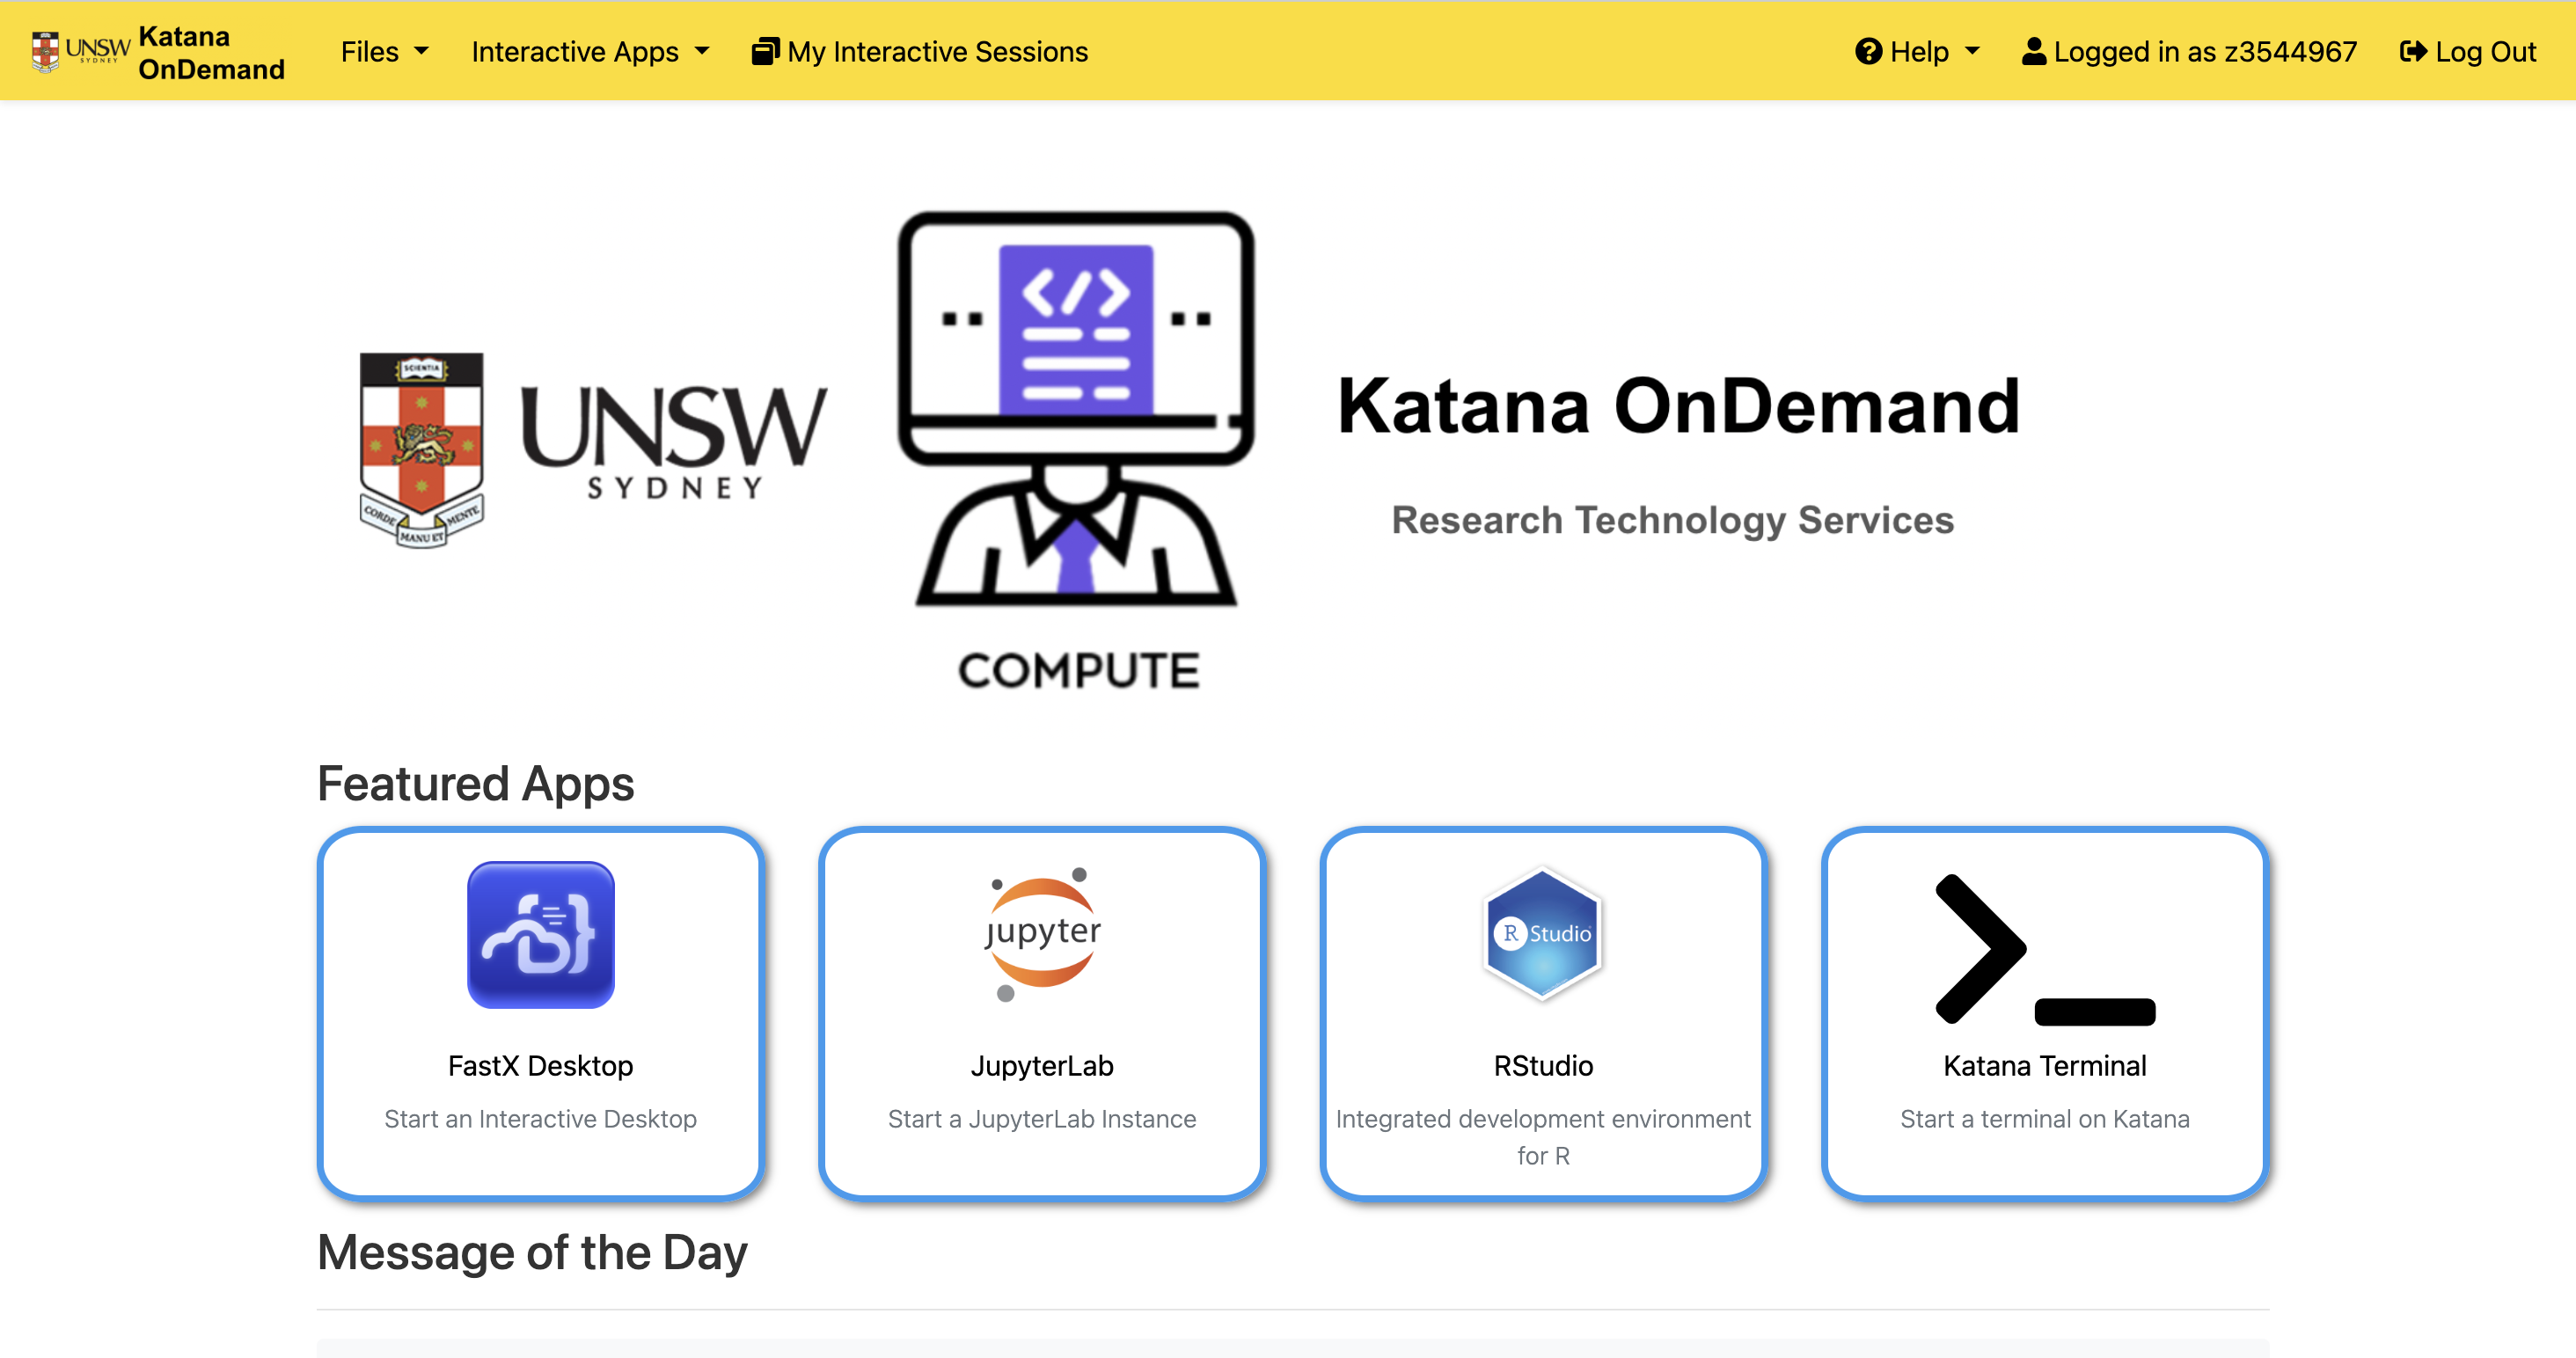 UNSW
SYDNEY
Katana
OnDemand
Files
Interactive Apps
My Interactive Sessions
Help
Logged in as z3544967
Log Out
SCIENTIA
CORDE
MANU ET
MENTE
UNSW
SYDNEY
COMPUTE
Katana OnDemand
Research Technology Services
Featured Apps
jupyter
R Studio
FastX Desktop
JupyterLab
RStudio
Katana Terminal
Start an Interactive Desktop
Start a JupyterLab Instance
Integrated development environment
for R
Start a terminal on Katana
Message of the Day